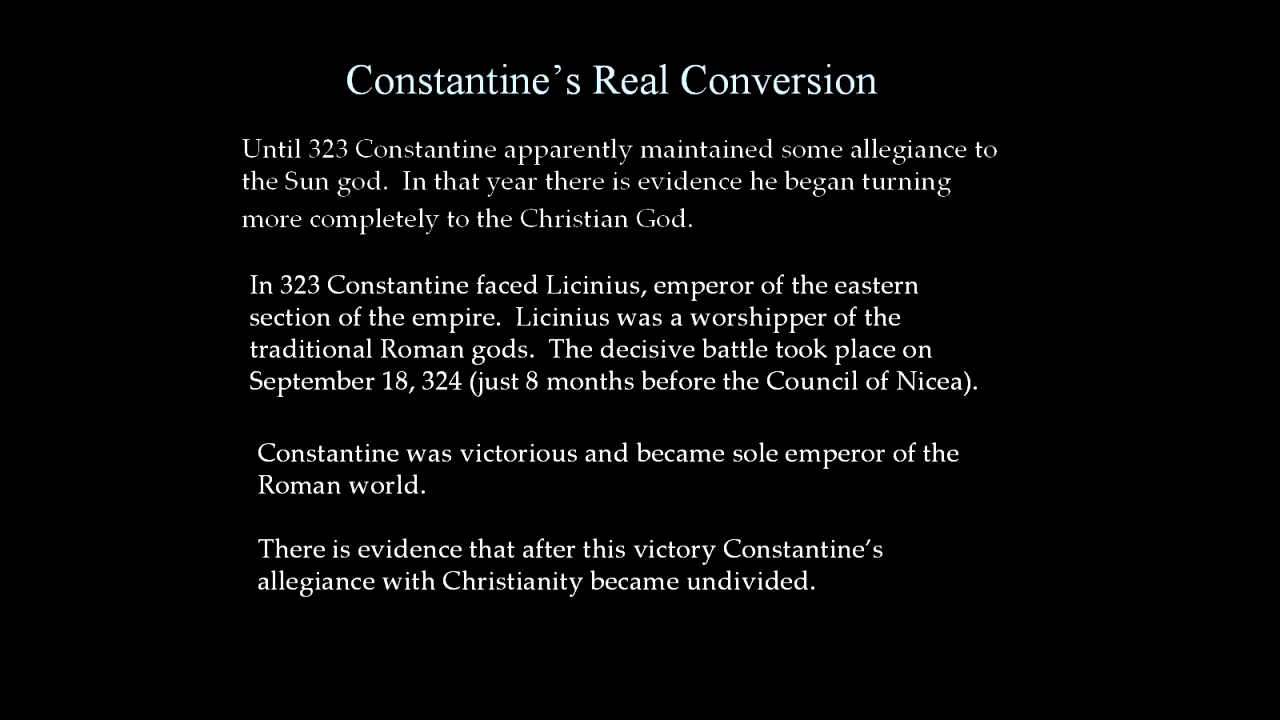 Constantine’s Real Conversion
Until 323 Constantine apparently maintained some allegiance to
the Sun god.  In that year there is evidence he began turning
more completely to the Christian God.
In 323 Constantine faced Licinius, emperor of the eastern
section of the empire.  Licinius was a worshipper of the
traditional Roman gods.  The decisive battle took place on
September 18, 324 (just 8 months before the Council of Nicea).
Constantine was victorious and became sole emperor of the
Roman world.
There is evidence that after this victory Constantine’s
allegiance with Christianity became undivided.